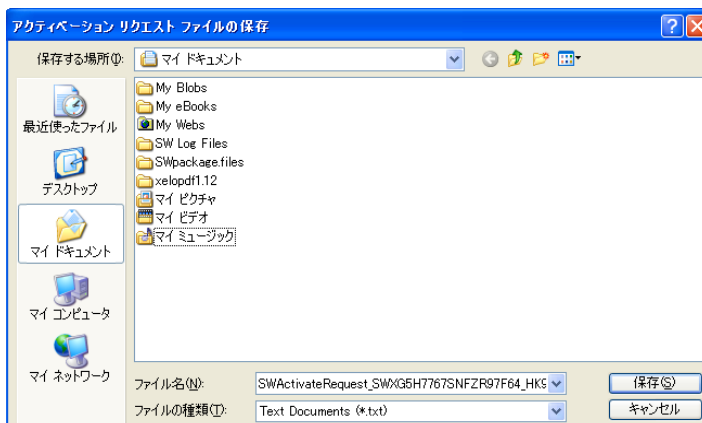 アクティベーション リクエスト ファイルの保存
保存する場所(I):
マイ ドキュメント
最近使ったファイル
デスクトップ
マイ ドキュメント
マイ コンピュータ
マイ ネットワーク
My Blobs
My eBooks
My Webs
SW Log Files
SWpackage.files
xelopdf1.12
マイ ピクチャ
マイ ビデオ
マイ ミュージック
ファイル名(N):
SWActivateRequest_SWXG5H7767SNFZR97F64_HK9
保存(S)
ファイルの種類(T):
Text Documents (*.txt)
キャンセル